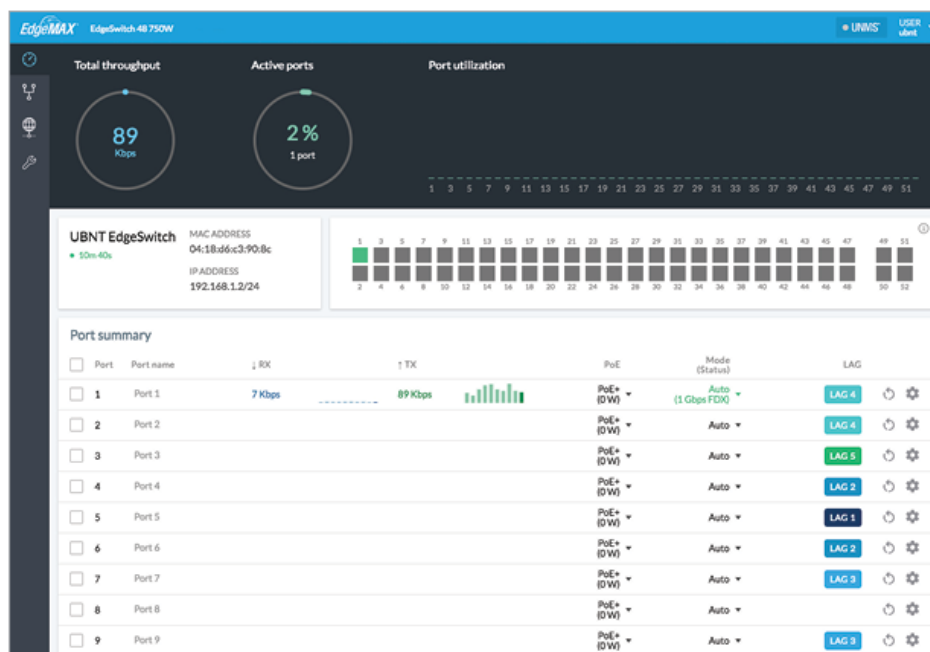 EdgeMAX EdgeSwitch 48 750W UNMS USER
ubnt
Total throughput Active ports Port utilization
89
Kbps
2%
1 port
1 3 5 7 9 11 13 15 17 19 21 23 25 27 29 31 33 35 37 39 41 43 45 47 49 51
UBNT EdgeSwitch
10m 40s
MAC ADDRESS
04:18:d6:c3:90:8c
IP ADDRESS
192.168.1.2/24
1 3 5 7 9 11 13 15 17 19 21 23 25 27 29 31 33 35 37 39 41 43 45 47 49 51
2 4 6 8 10 12 14 16 18 20 22 24 26 28 30 32 34 36 38 40 42 44 46 48 50 52
Port summary
Port Port name ↓ RX ↑ TX PoE Mode
(Status) LAG
1 Port 1 7 Kbps 89 Kbps PoE+
(0 W) Auto
(1 Gbps FDX) LAG 4
2 Port 2 PoE+
(0 W) Auto LAG 4
3 Port 3 PoE+
(0 W) Auto LAG 5
4 Port 4 PoE+
(0 W) Auto LAG 2
5 Port 5 PoE+
(0 W) Auto LAG 1
6 Port 6 PoE+
(0 W) Auto LAG 2
7 Port 7 PoE+
(0 W) Auto LAG 3
8 Port 8 PoE+
(0 W) Auto
9 Port 9 PoE+
(0 W) Auto LAG 3